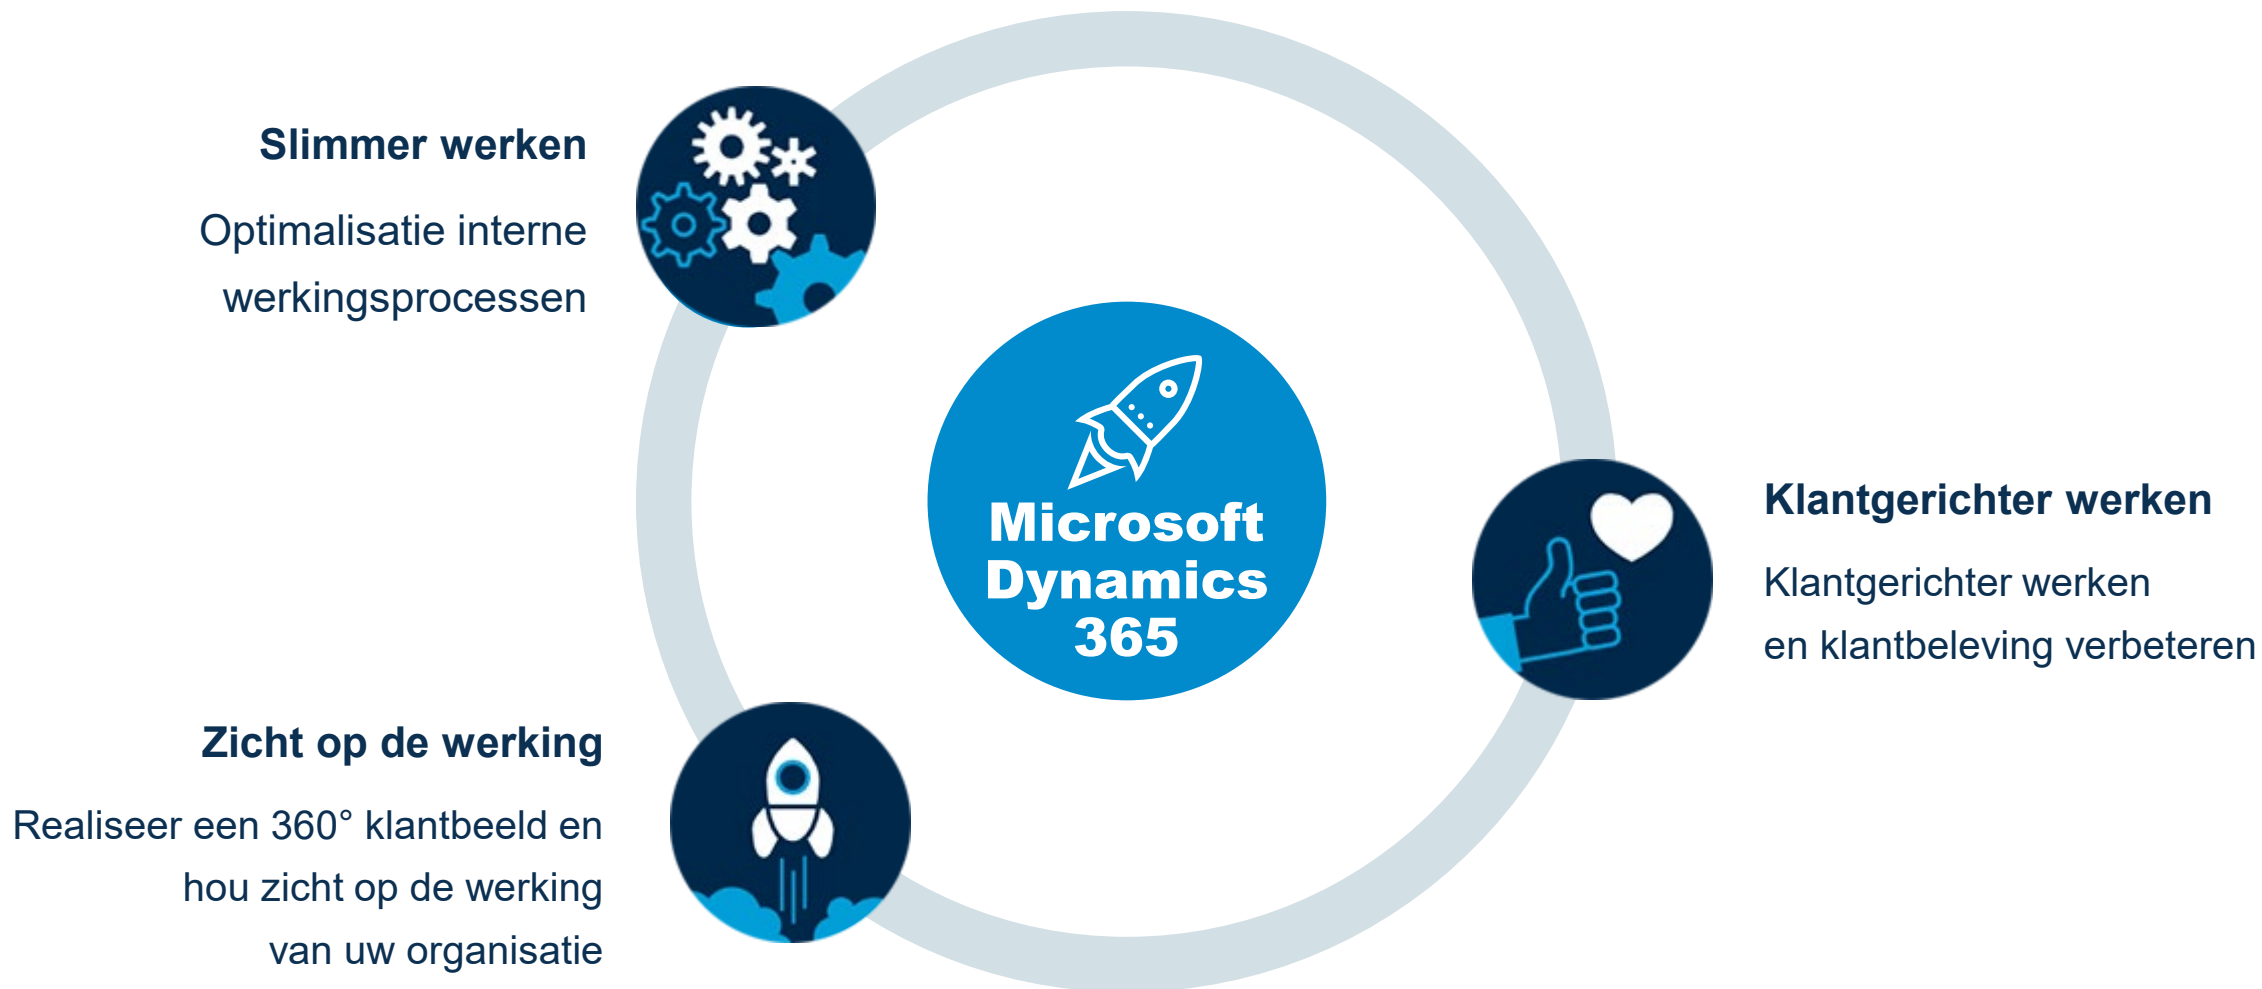 Slimmer werken
Optimalisatie interne
werkingsprocessen
Microsoft
Dynamics
365
Klantgerichter werken
Klantgerichter werken
en klantbeleving verbeteren
Zicht op de werking
Realiseer een 360° klantbeeld en
hou zicht op de werking
van uw organisatie